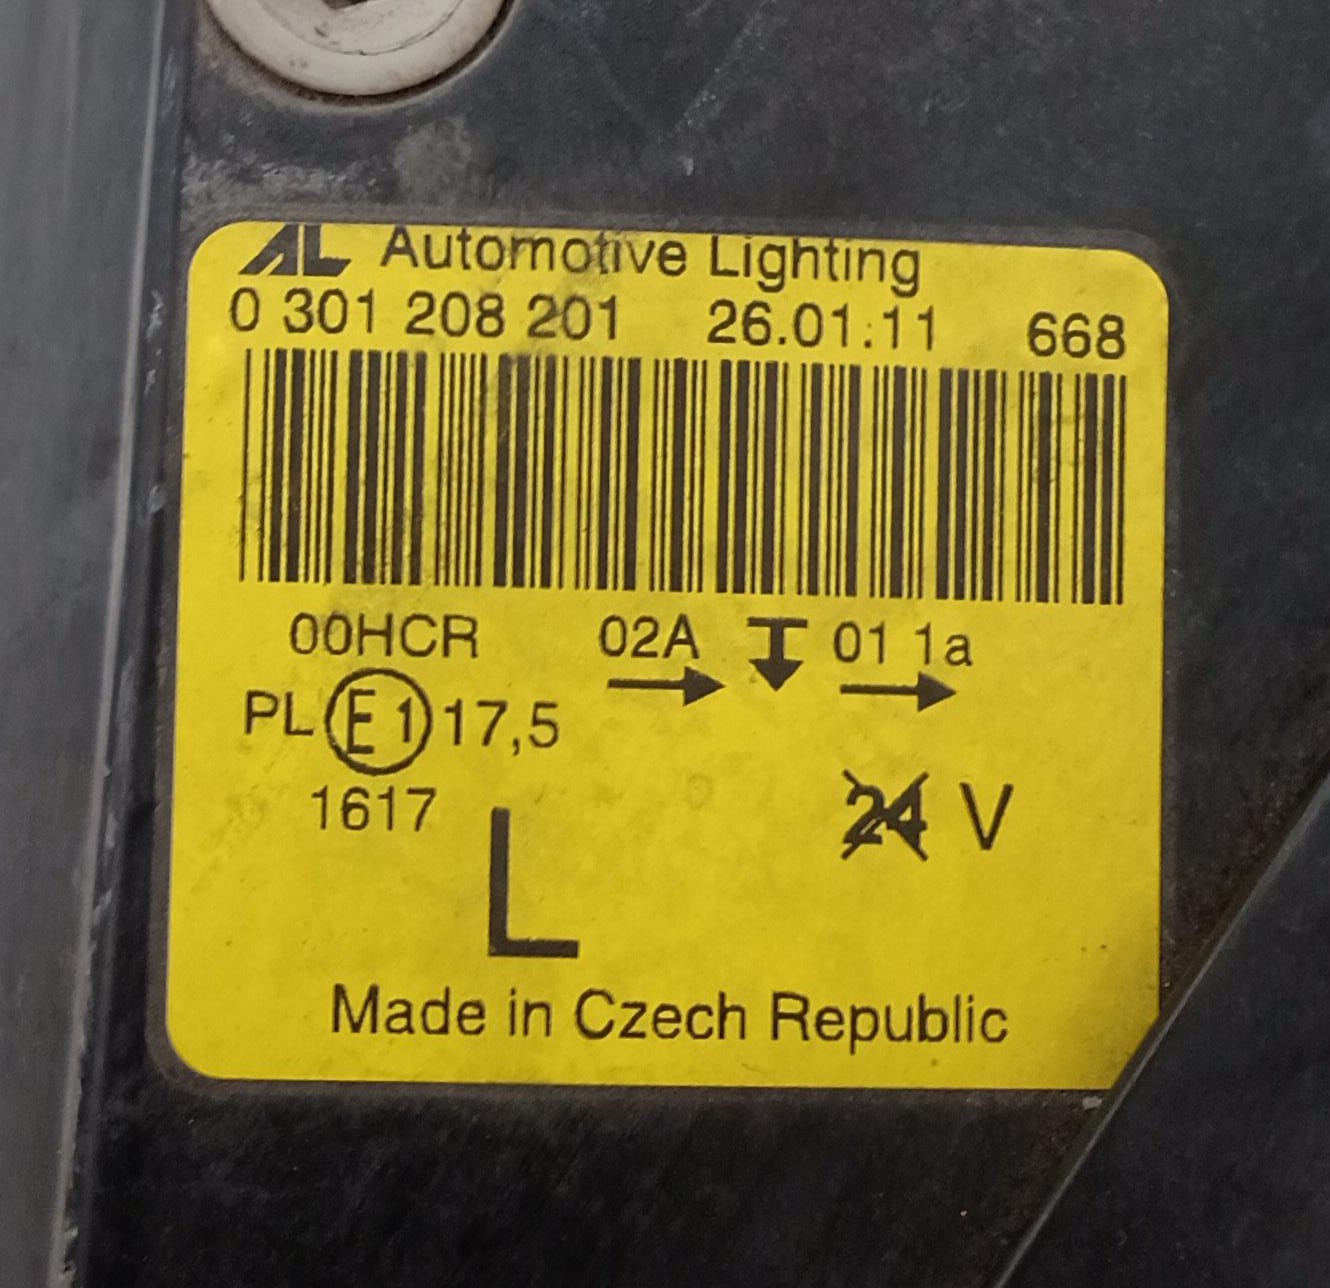 AL Automotive Lighting
0 301 208 201 26.01.11 668
00HCR 02A 01 1a
PL E1 17,5
1617
24 V
L
Made in Czech Republic